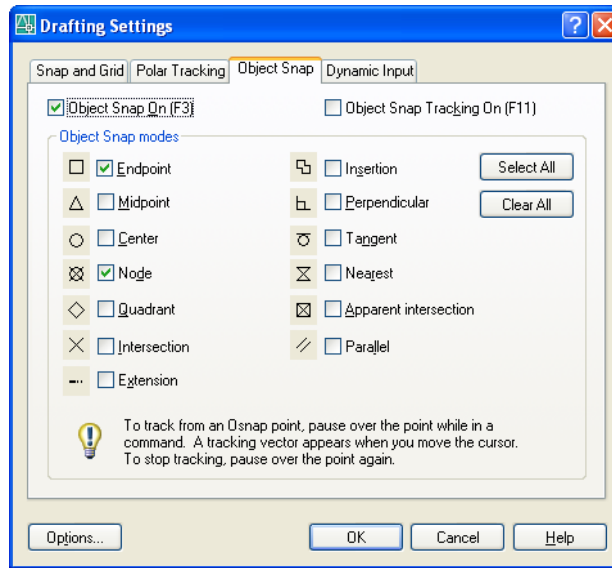 Drafting Settings
Snap and Grid Polar Tracking Object Snap Dynamic Input
Object Snap On (F3) Object Snap Tracking On (F11)
Object Snap modes
Endpoint Insertion Select All
Midpoint Perpendicular Clear All
Center Tangent
Node Nearest
Quadrant Apparent intersection
Intersection Parallel
Extension
To track from an Osnap point, pause over the point while in a
command. A tracking vector appears when you move the cursor.
To stop tracking, pause over the point again.
Options... OK Cancel Help